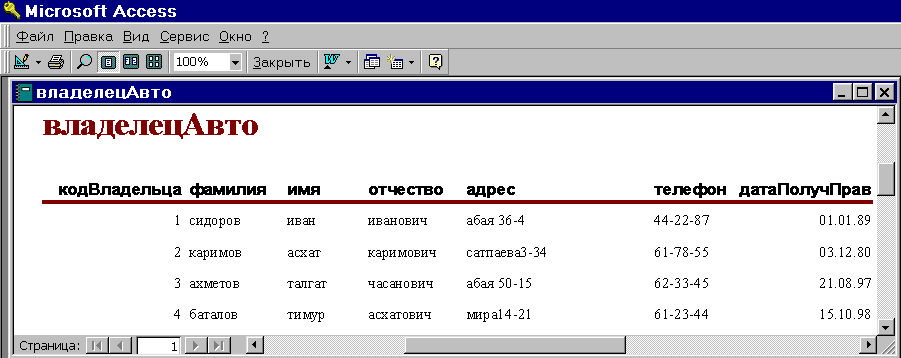 Microsoft Access
Файл Правка Вид Сервис Окно ?
100% Закрыть
владелецАвто
владелецАвто
кодВладельца фамилия имя отчество адрес телефон датаПолучПрав
1 сидоров иван иванович абая 36-4 44-22-87 01.01.89
2 каримов асхат каримович сатпаева3-34 61-78-55 03.12.80
3 ахметов талгат часанович абая 50-15 62-33-45 21.08.97
4 баталов тимур асхатович мира14-21 61-23-44 15.10.98
Страница: 1